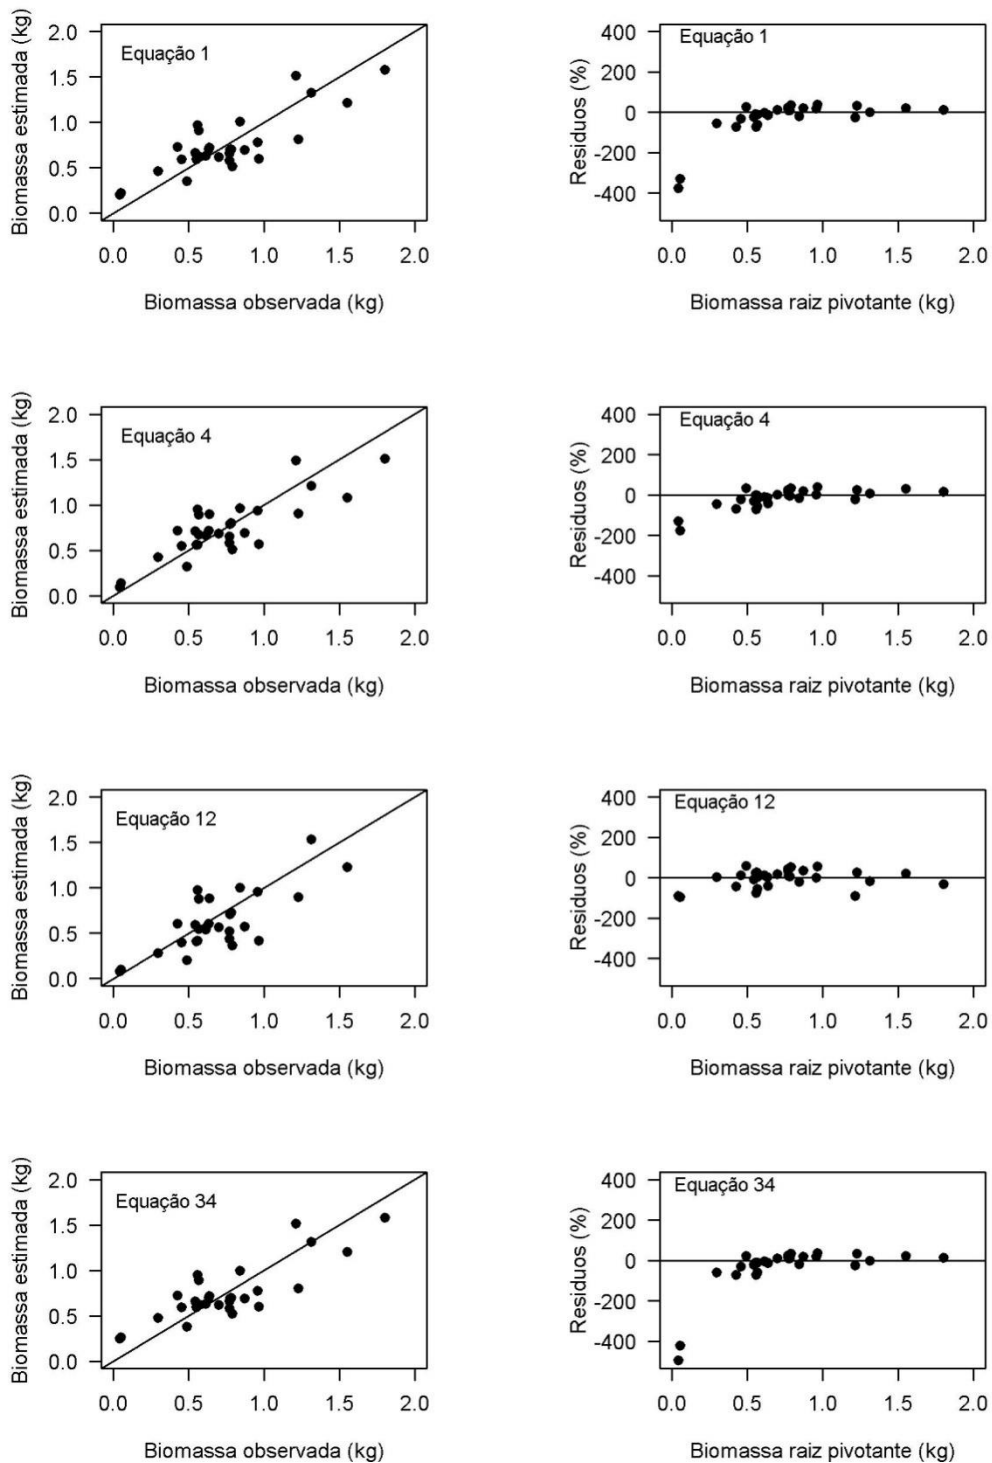 Biomassa estimada (kg)
2.0
1.5
1.0
0.5
0.0
Equação 1
0.0 0.5 1.0 1.5 2.0
Biomassa observada (kg)
Resíduos (%)
400
200
0
-200
-400
Equação 1
0.0 0.5 1.0 1.5 2.0
Biomassa raiz pivotante (kg)
Biomassa estimada (kg)
2.0
1.5
1.0
0.5
0.0
Equação 4
0.0 0.5 1.0 1.5 2.0
Biomassa observada (kg)
Resíduos (%)
400
200
0
-200
-400
Equação 4
0.0 0.5 1.0 1.5 2.0
Biomassa raiz pivotante (kg)
Biomassa estimada (kg)
2.0
1.5
1.0
0.5
0.0
Equação 12
0.0 0.5 1.0 1.5 2.0
Biomassa observada (kg)
Resíduos (%)
400
200
0
-200
-400
Equação 12
0.0 0.5 1.0 1.5 2.0
Biomassa raiz pivotante (kg)
Biomassa estimada (kg)
2.0
1.5
1.0
0.5
0.0
Equação 34
0.0 0.5 1.0 1.5 2.0
Biomassa observada (kg)
Resíduos (%)
400
200
0
-200
-400
Equação 34
0.0 0.5 1.0 1.5 2.0
Biomassa raiz pivotante (kg)